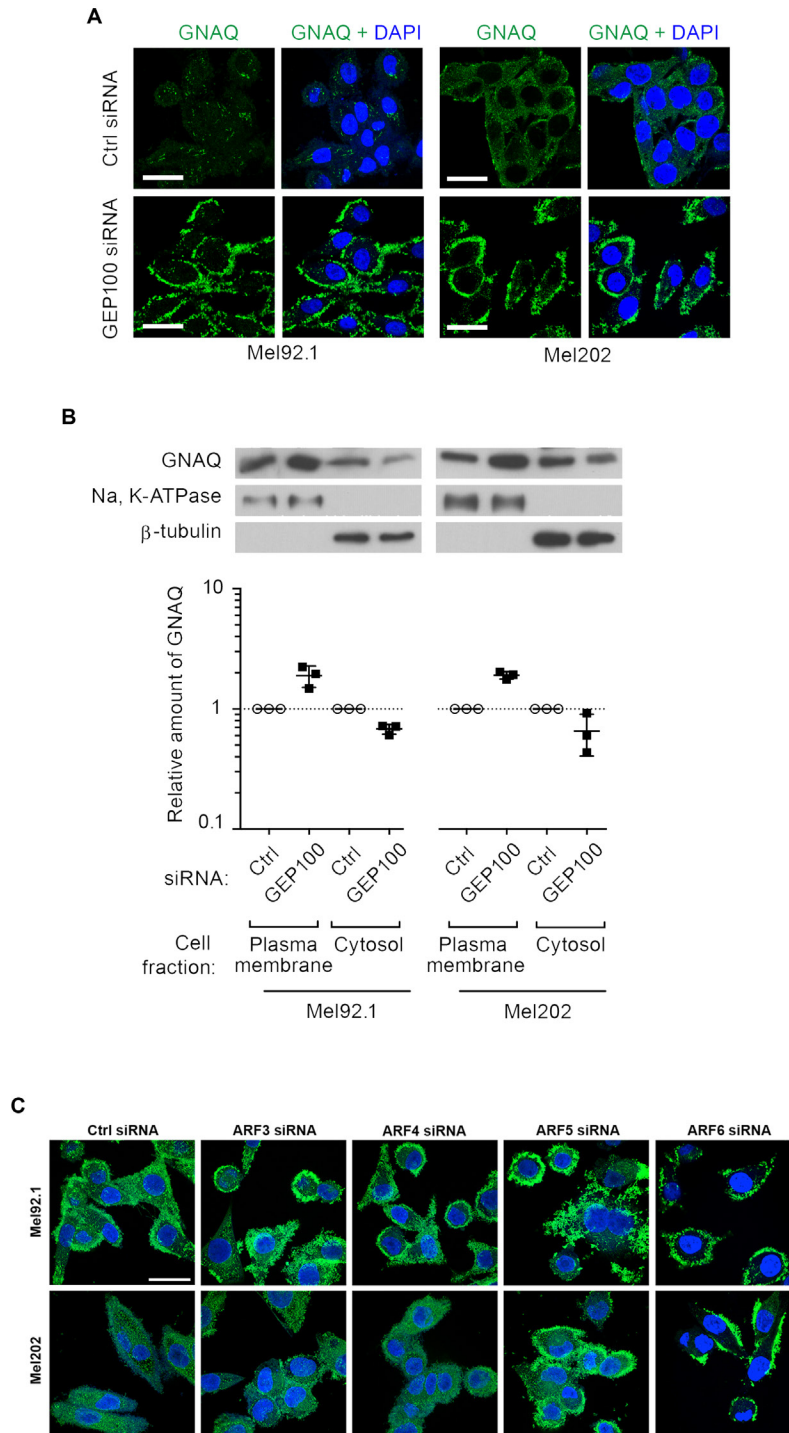 A
GNAQ GNAQ + DAPI GNAQ GNAQ + DAPI
Ctrl siRNA
GEP100 siRNA
Mel92.1 Mel202
B
GNAQ
Na, K-ATPase
β-tubulin
Relative amount of GNAQ
10
1
0.1
siRNA: Ctrl GEP100 Ctrl GEP100 Ctrl GEP100 Ctrl GEP100
Cell fraction: Plasma membrane Cytosol Plasma membrane Cytosol
Mel92.1 Mel202
C
Ctrl siRNA ARF3 siRNA ARF4 siRNA ARF5 siRNA ARF6 siRNA
Mel92.1
Mel202